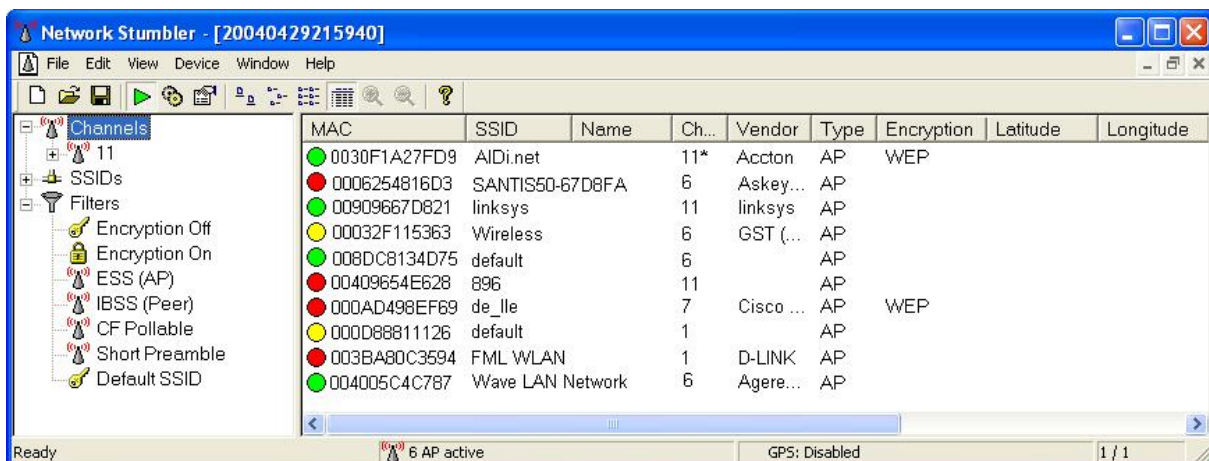 Network Stumbler - [20040429215940]
File Edit View Device Window Help
Channels
11
SSIDs
Filters
Encryption Off
Encryption On
ESS (AP)
IBSS (Peer)
CF Pollable
Short Preamble
Default SSID
MAC SSID Name Ch... Vendor Type Encryption Latitude Longitude
0030F1A27FD9 AIDi.net 11* Accton AP WEP
0006254816D3 SANTIS50-67D8FA 6 Askey... AP
00909667D821 linksys 11 linksys AP
00032F115363 Wireless 6 GST (... AP
008DC8134D75 default 6 AP
00409654E628 896 11 AP
000AD498EF69 de_lle 7 Cisco ... AP WEP
000D88811126 default 1 AP
003BA80C3594 FML WLAN 1 D-LINK AP
004005C4C787 Wave LAN Network 6 Agere... AP
Ready 6 AP active GPS: Disabled 1 / 1